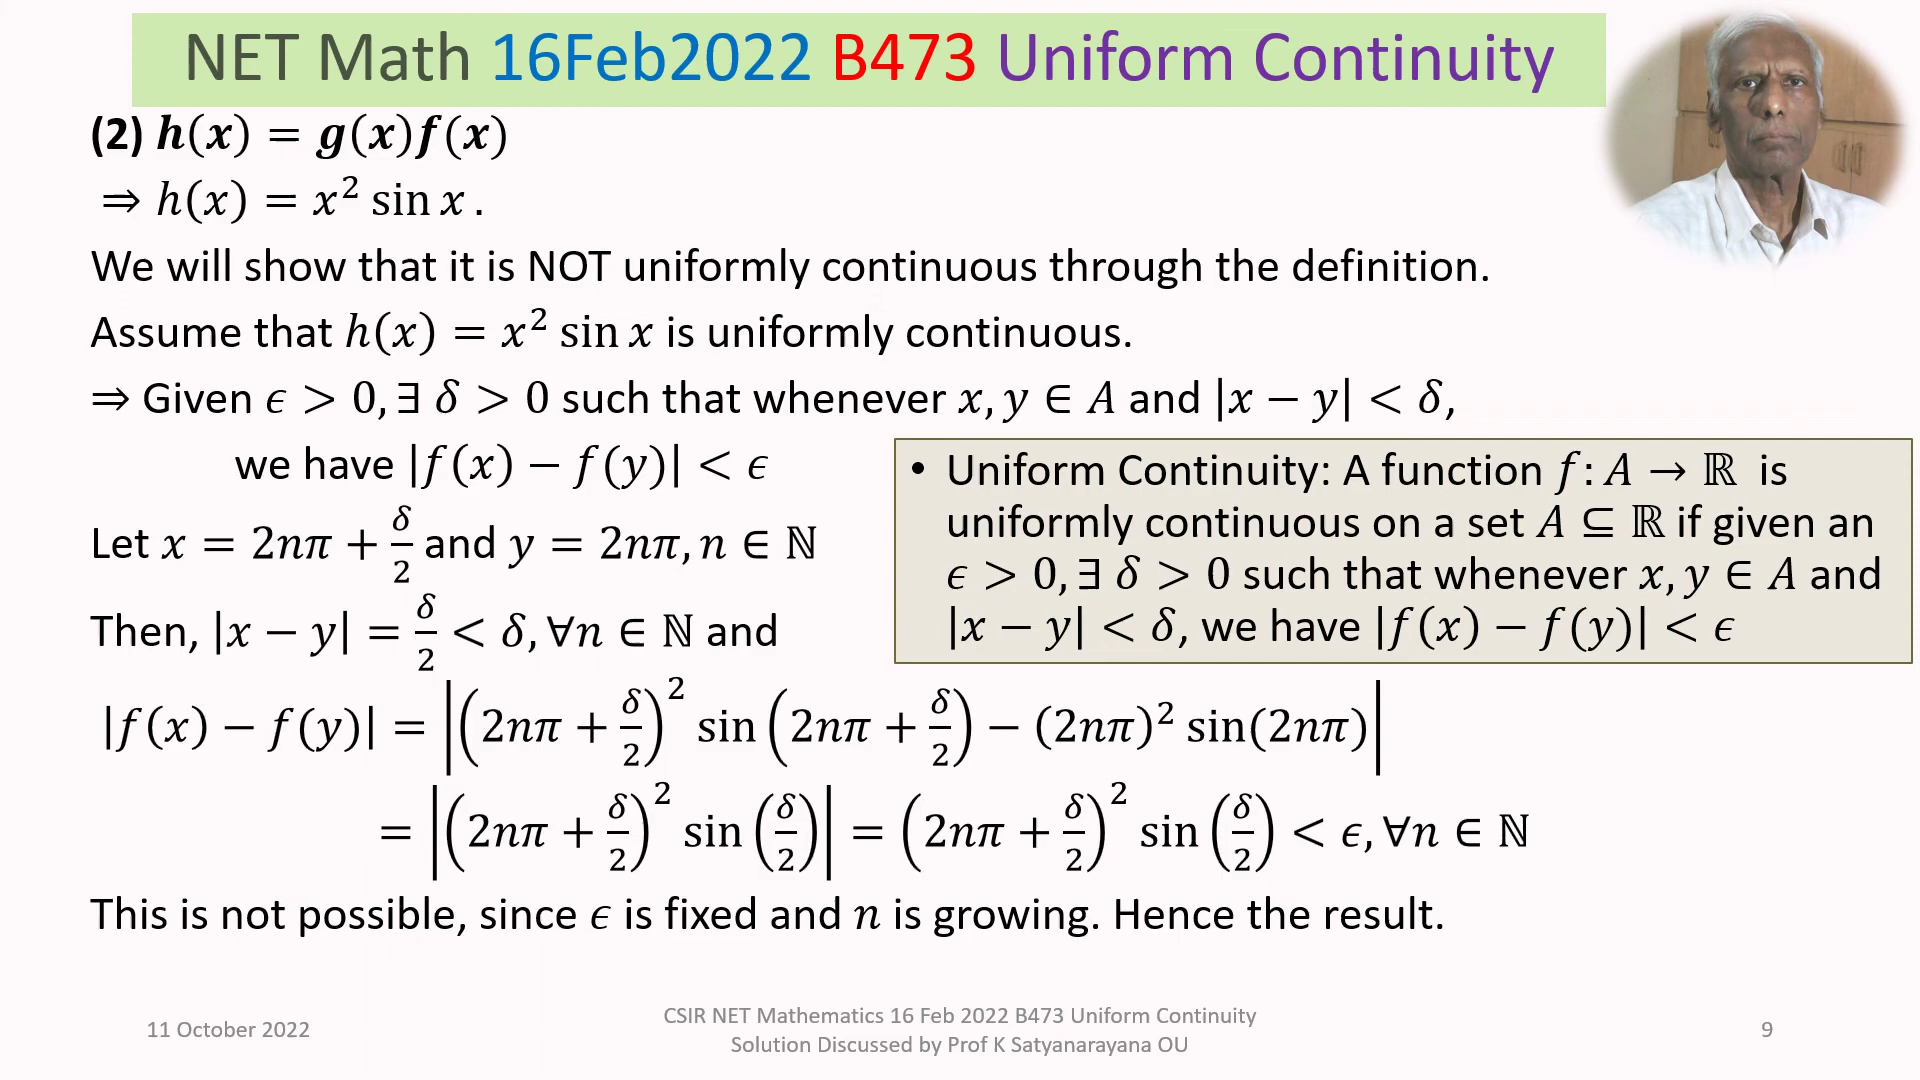 NET Math 16Feb2022 B473 Uniform Continuity
(2) h(x) = g(x)f(x)
⇒ h(x) = x² sin x .
We will show that it is NOT uniformly continuous through the definition.
Assume that h(x) = x² sin x is uniformly continuous.
⇒ Given ϵ > 0, ∃ δ > 0 such that whenever x, y ∈ A and |x − y| < δ,
we have |f(x) − f(y)| < ϵ
Let x = 2nπ + δ/2 and y = 2nπ, n ∈ ℕ
Then, |x − y| = δ/2 < δ, ∀n ∈ ℕ and
• Uniform Continuity: A function f: A → ℝ is
uniformly continuous on a set A ⊆ ℝ if given an
ϵ > 0, ∃ δ > 0 such that whenever x, y ∈ A and
|x − y| < δ, we have |f(x) − f(y)| < ϵ
|f(x) − f(y)| = |(2nπ + δ/2)² sin (2nπ + δ/2) − (2nπ)² sin(2nπ)|
= |(2nπ + δ/2)² sin (δ/2)| = (2nπ + δ/2)² sin (δ/2) < ϵ, ∀n ∈ ℕ
This is not possible, since ϵ is fixed and n is growing. Hence the result.
11 October 2022
CSIR NET Mathematics 16 Feb 2022 B473 Uniform Continuity
Solution Discussed by Prof K Satyanarayana OU
9